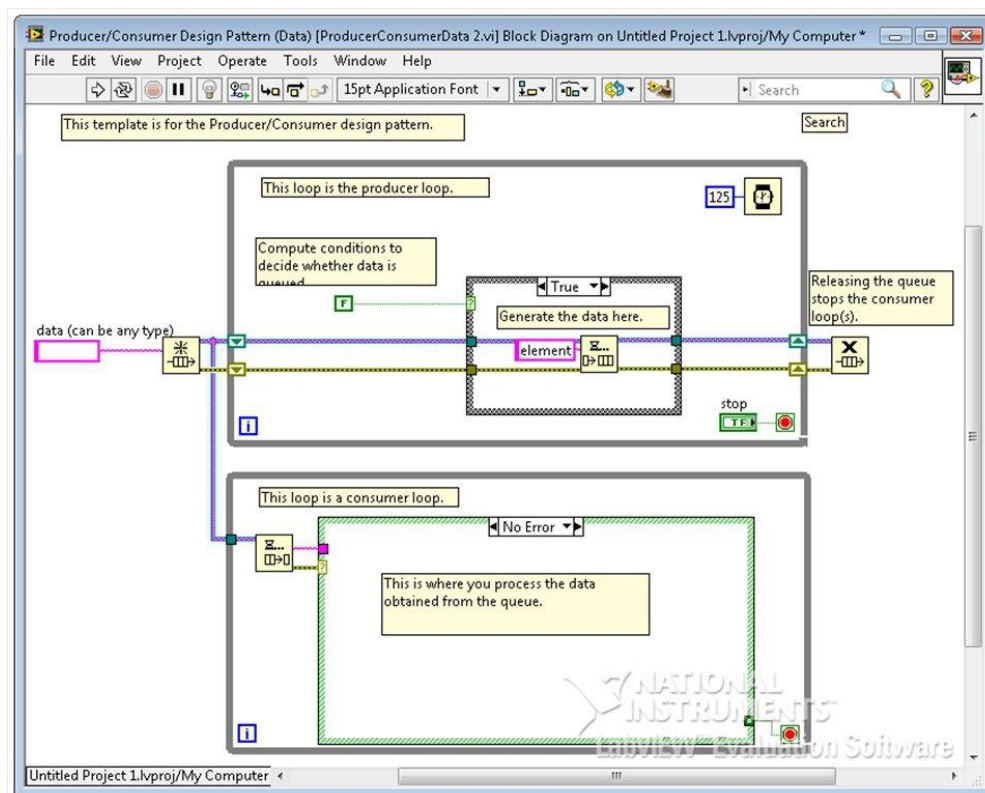 Producer/Consumer Design Pattern (Data) [ProducerConsumerData 2.vi] Block Diagram on Untitled Project 1.lvproj/My Computer *
File Edit View Project Operate Tools Window Help
15pt Application Font
Search
This template is for the Producer/Consumer design pattern.
Search
This loop is the producer loop.
125
Compute conditions to
decide whether data is
queued
True
F
Generate the data here.
Releasing the queue
stops the consumer
loop(s).
data (can be any type)
element
stop
TF
i
This loop is a consumer loop.
No Error
This is where you process the data
obtained from the queue.
i
NATIONAL
INSTRUMENTS
LabVIEW™ Evaluation Software
Untitled Project 1.lvproj/My Computer